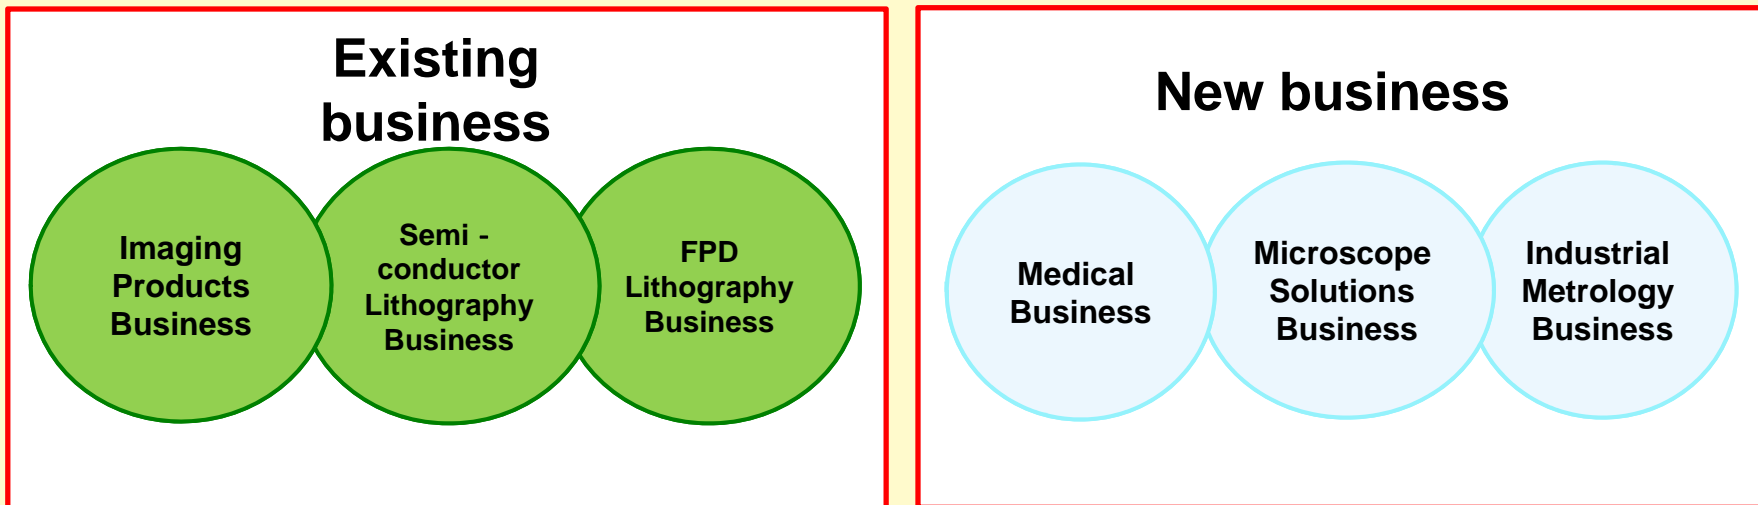 Existing
business
Imaging
Products
Business
Semi -
conductor
Lithography
Business
FPD
Lithography
Business
New business
Medical
Business
Microscope
Solutions
Business
Industrial
Metrology
Business